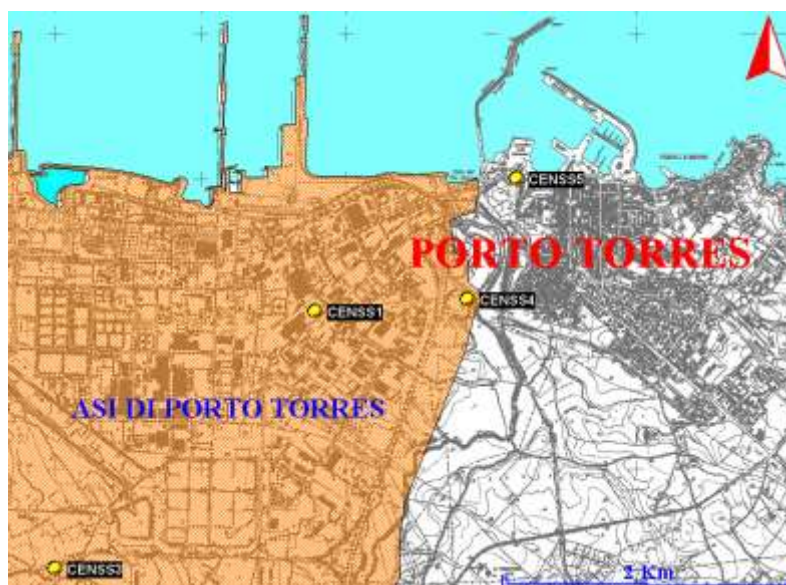 CENSS5
PORTO TORRES
CENSS4
CENSS1
ASI DI PORTO TORRES
CENSS3
2 Km